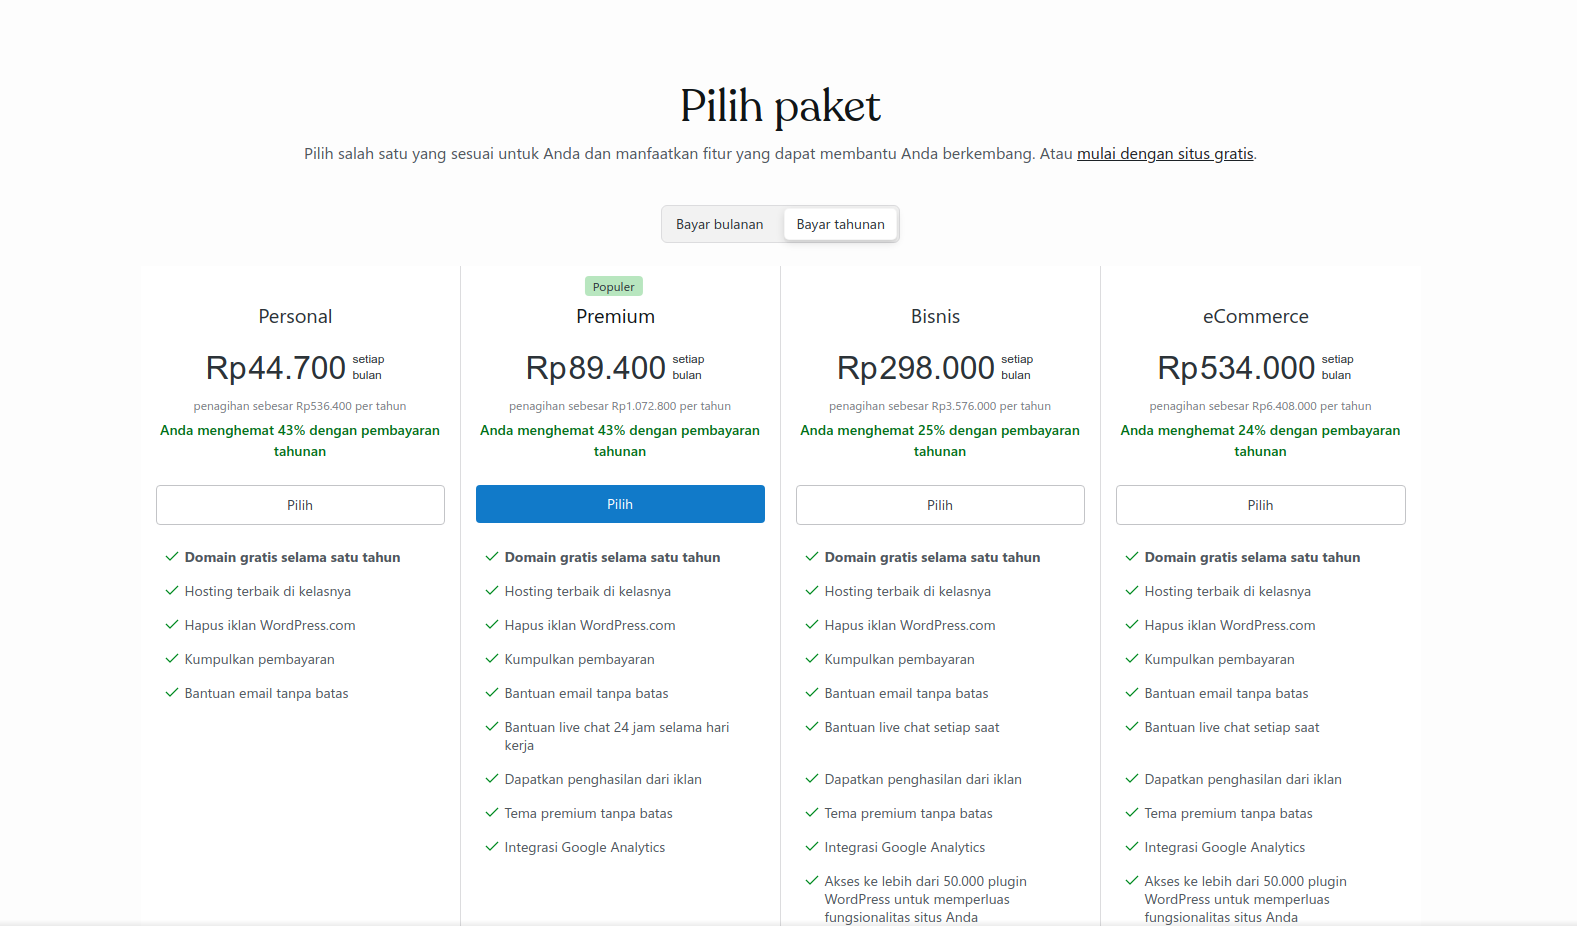 Pilih paket
Pilih salah satu yang sesuai untuk Anda dan manfaatkan fitur yang dapat membantu Anda berkembang. Atau mulai dengan situs gratis.
Bayar bulanan
Bayar tahunan
Personal
Rp44.700 setiap
bulan
penagihan sebesar Rp536.400 per tahun
Anda menghemat 43% dengan pembayaran
tahunan
Pilih
Domain gratis selama satu tahun
Hosting terbaik di kelasnya
Hapus iklan WordPress.com
Kumpulkan pembayaran
Bantuan email tanpa batas
Populer
Premium
Rp89.400 setiap
bulan
penagihan sebesar Rp1.072.800 per tahun
Anda menghemat 43% dengan pembayaran
tahunan
Pilih
Domain gratis selama satu tahun
Hosting terbaik di kelasnya
Hapus iklan WordPress.com
Kumpulkan pembayaran
Bantuan email tanpa batas
Bantuan live chat 24 jam selama hari
kerja
Dapatkan penghasilan dari iklan
Tema premium tanpa batas
Integrasi Google Analytics
Bisnis
Rp298.000 setiap
bulan
penagihan sebesar Rp3.576.000 per tahun
Anda menghemat 25% dengan pembayaran
tahunan
Pilih
Domain gratis selama satu tahun
Hosting terbaik di kelasnya
Hapus iklan WordPress.com
Kumpulkan pembayaran
Bantuan email tanpa batas
Bantuan live chat setiap saat
Dapatkan penghasilan dari iklan
Tema premium tanpa batas
Integrasi Google Analytics
Akses ke lebih dari 50.000 plugin
WordPress untuk memperluas
fungsionalitas situs Anda
eCommerce
Rp534.000 setiap
bulan
penagihan sebesar Rp6.408.000 per tahun
Anda menghemat 24% dengan pembayaran
tahunan
Pilih
Domain gratis selama satu tahun
Hosting terbaik di kelasnya
Hapus iklan WordPress.com
Kumpulkan pembayaran
Bantuan email tanpa batas
Bantuan live chat setiap saat
Dapatkan penghasilan dari iklan
Tema premium tanpa batas
Integrasi Google Analytics
Akses ke lebih dari 50.000 plugin
WordPress untuk memperluas
fungsionalitas situs Anda